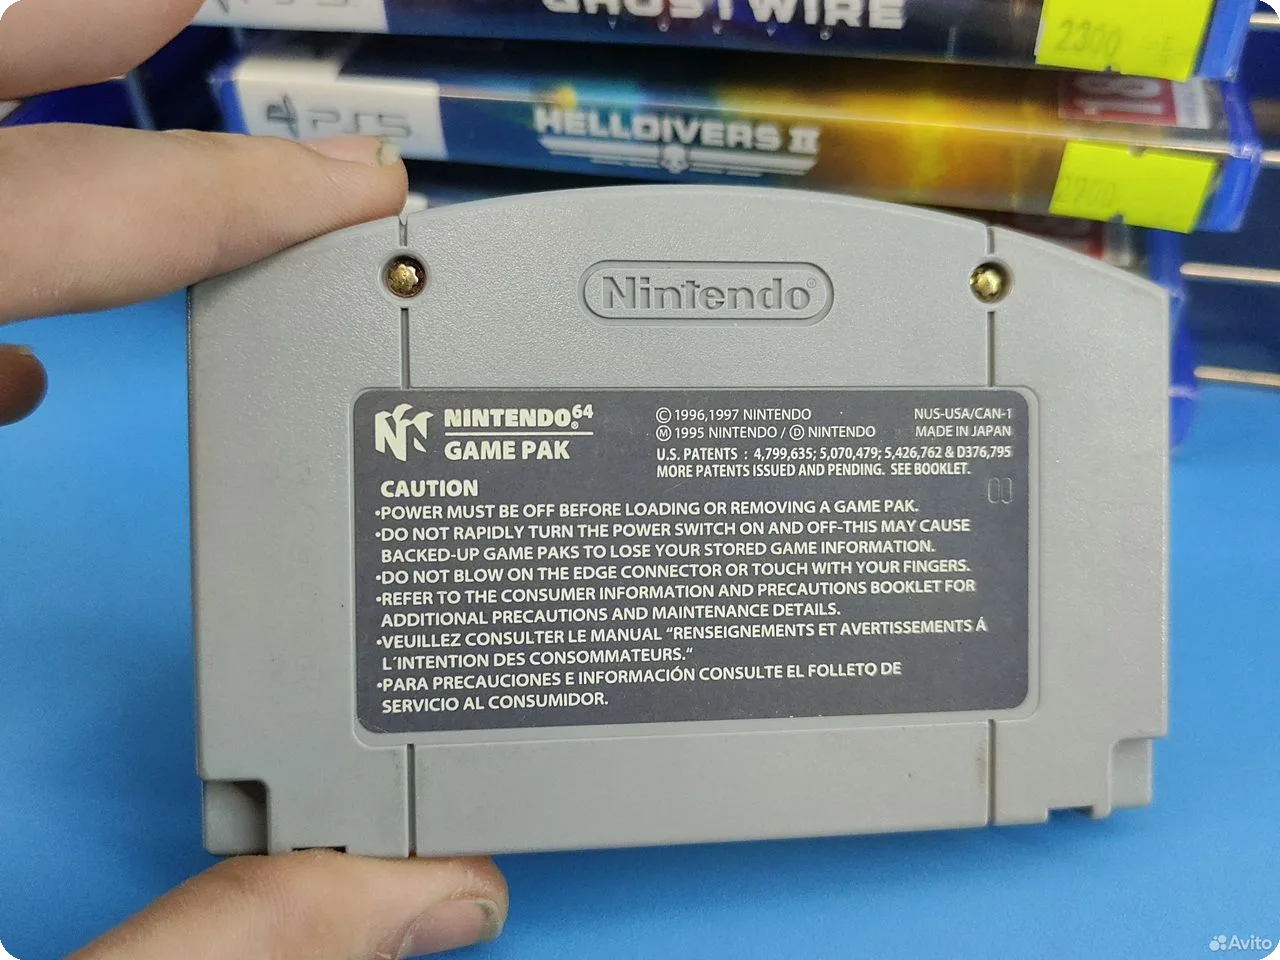 GHOSTWIRE
2300
PS5
HELLDIVERS II
18
2900
Nintendo®
NINTENDO64®
GAME PAK
©1996,1997 NINTENDO
Ⓜ 1995 NINTENDO / Ⓓ NINTENDO
NUS-USA/CAN-1
MADE IN JAPAN
U.S. PATENTS : 4,799,635; 5,070,479; 5,426,762 & D376,795
MORE PATENTS ISSUED AND PENDING. SEE BOOKLET.
CAUTION
•POWER MUST BE OFF BEFORE LOADING OR REMOVING A GAME PAK.
•DO NOT RAPIDLY TURN THE POWER SWITCH ON AND OFF-THIS MAY CAUSE
BACKED-UP GAME PAKS TO LOSE YOUR STORED GAME INFORMATION.
•DO NOT BLOW ON THE EDGE CONNECTOR OR TOUCH WITH YOUR FINGERS.
•REFER TO THE CONSUMER INFORMATION AND PRECAUTIONS BOOKLET FOR
ADDITIONAL PRECAUTIONS AND MAINTENANCE DETAILS.
•VEUILLEZ CONSULTER LE MANUAL “RENSEIGNEMENTS ET AVERTISSEMENTS Á
L´INTENTION DES CONSOMMATEURS.“
•PARA PRECAUCIONES E INFORMACIÓN CONSULTE EL FOLLETO DE
SERVICIO AL CONSUMIDOR.
Avito